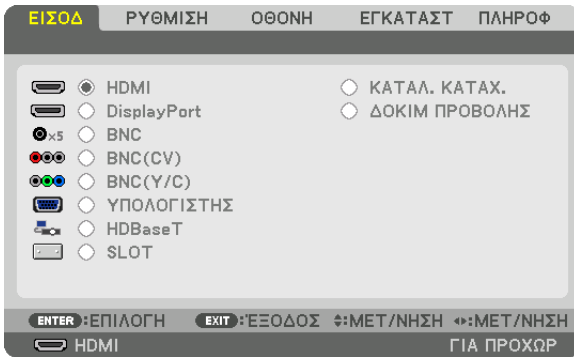 ΕΙΣΟΔ ΡΥΘΜΙΣΗ ΟΘΟΝΗ ΕΓΚΑΤΑΣΤ ΠΛΗΡΟΦ
HDMI ΚΑΤΑΛ. ΚΑΤΑΧ.
DisplayPort ΔΟΚΙΜ ΠΡΟΒΟΛΗΣ
×5 BNC
BNC(CV)
BNC(Y/C)
ΥΠΟΛΟΓΙΣΤΗΣ
HDBaseT
SLOT
ENTER:ΕΠΙΛΟΓΗ EXIT:ΈΞΟΔΟΣ :ΜΕΤ/ΝΗΣΗ :ΜΕΤ/ΝΗΣΗ
HDMI ΓΙΑ ΠΡΟΧΩΡ